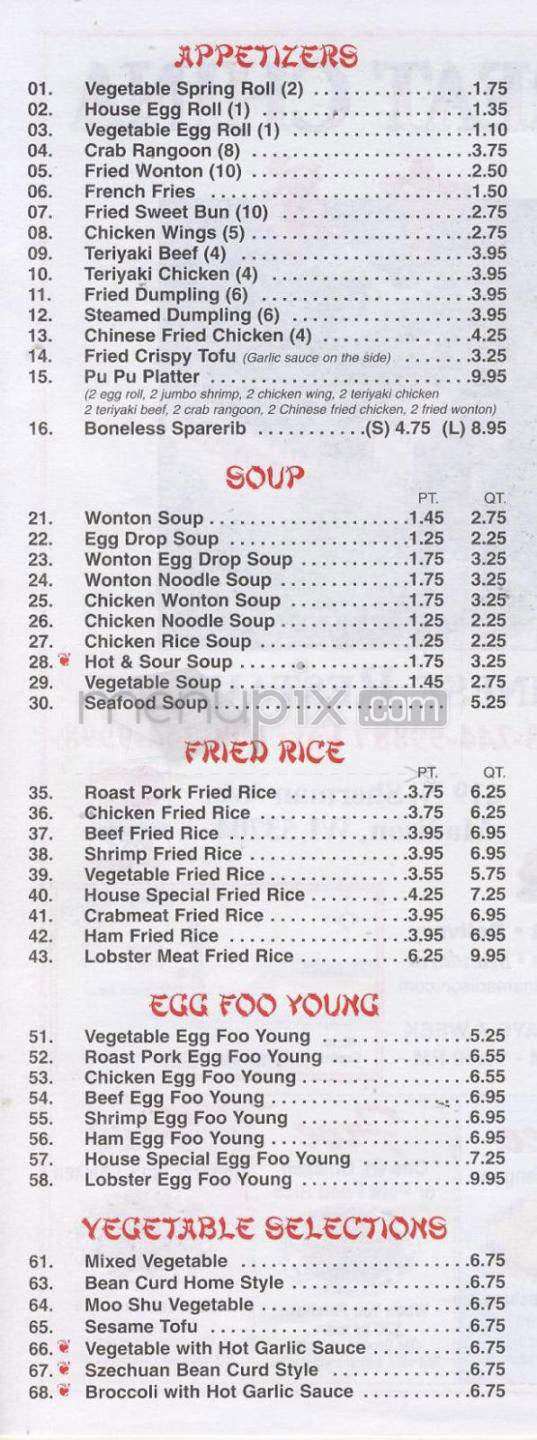 APPETIZERS
01. Vegetable Spring Roll (2) ................1.75
02. House Egg Roll (1) ......................1.35
03. Vegetable Egg Roll (1) ...................1.10
04. Crab Rangoon (8) ......................3.75
05. Fried Wonton (10) .......................2.50
06. French Fries .........................1.50
07. Fried Sweet Bun (10) ...................2.75
08. Chicken Wings (5) ......................2.75
09. Teriyaki Beef (4) .......................3.95
10. Teriyaki Chicken (4) .....................3.95
11. Fried Dumpling (6) .....................3.95
12. Steamed Dumpling (6) ...................3.95
13. Chinese Fried Chicken (4) ................4.25
14. Fried Crispy Tofu (Garlic sauce on the side) ......3.25
15. Pu Pu Platter ..........................9.95
(2 egg roll, 2 jumbo shrimp, 2 chicken wing, 2 teriyaki chicken
2 teriyaki beef, 2 crab rangoon, 2 Chinese fried chicken, 2 fried wonton)
16. Boneless Sparerib ...........(S) 4.75 (L) 8.95
SOUP
PT. QT.
21. Wonton Soup ....................1.45 2.75
22. Egg Drop Soup ..................1.25 2.25
23. Wonton Egg Drop Soup ...........1.75 3.25
24. Wonton Noodle Soup .............1.75 3.25
25. Chicken Wonton Soup ............1.75 3.25
26. Chicken Noodle Soup .............1.25 2.25
27. Chicken Rice Soup ...............1.25 2.25
28. Hot & Sour Soup .................1.75 3.25
29. Vegetable Soup ..................1.45 2.75
30. Seafood Soup ....................... 5.25
menupix.com
FRIED RICE
PT. QT.
35. Roast Pork Fried Rice .............3.75 6.25
36. Chicken Fried Rice ................3.75 6.25
37. Beef Fried Rice ...................3.95 6.95
38. Shrimp Fried Rice ................3.95 6.95
39. Vegetable Fried Rice ..............3.55 5.75
40. House Special Fried Rice ..........4.25 7.25
41. Crabmeat Fried Rice ..............3.95 6.95
42. Ham Fried Rice ..................3.95 6.95
43. Lobster Meat Fried Rice ...........6.25 9.95
EGG FOO YOUNG
51. Vegetable Egg Foo Young ...............5.25
52. Roast Pork Egg Foo Young ...............6.55
53. Chicken Egg Foo Young .................6.55
54. Beef Egg Foo Young ....................6.95
55. Shrimp Egg Foo Young ..................6.95
56. Ham Egg Foo Young ....................6.95
57. House Special Egg Foo Young ...........7.25
58. Lobster Egg Foo Young .................9.95
VEGETABLE SELECTIONS
61. Mixed Vegetable .......................6.75
63. Bean Curd Home Style ..................6.75
64. Moo Shu Vegetable .....................6.75
65. Sesame Tofu ..........................6.75
66. Vegetable with Hot Garlic Sauce ..........6.75
67. Szechuan Bean Curd Style ..............6.75
68. Broccoli with Hot Garlic Sauce ...........6.75